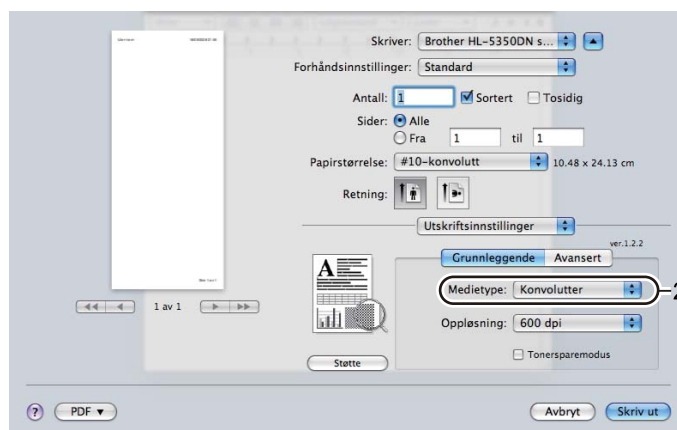 Skriver: Brother HL-5350DN s...
Forhåndsinnstillinger: Standard
Antall: 1 Sortert Tosidig
Sider: Alle
Fra 1 til 1
Papirstørrelse: #10-konvolutt 10.48 x 24.13 cm
Retning:
Utskriftsinnstillinger
ver.1.2.2
Grunnleggende Avansert
Medietype: Konvolutter 2
Oppløsning: 600 dpi
Tonersparemodus
1 av 1
A
Støtte
? PDF Avbryt Skriv ut